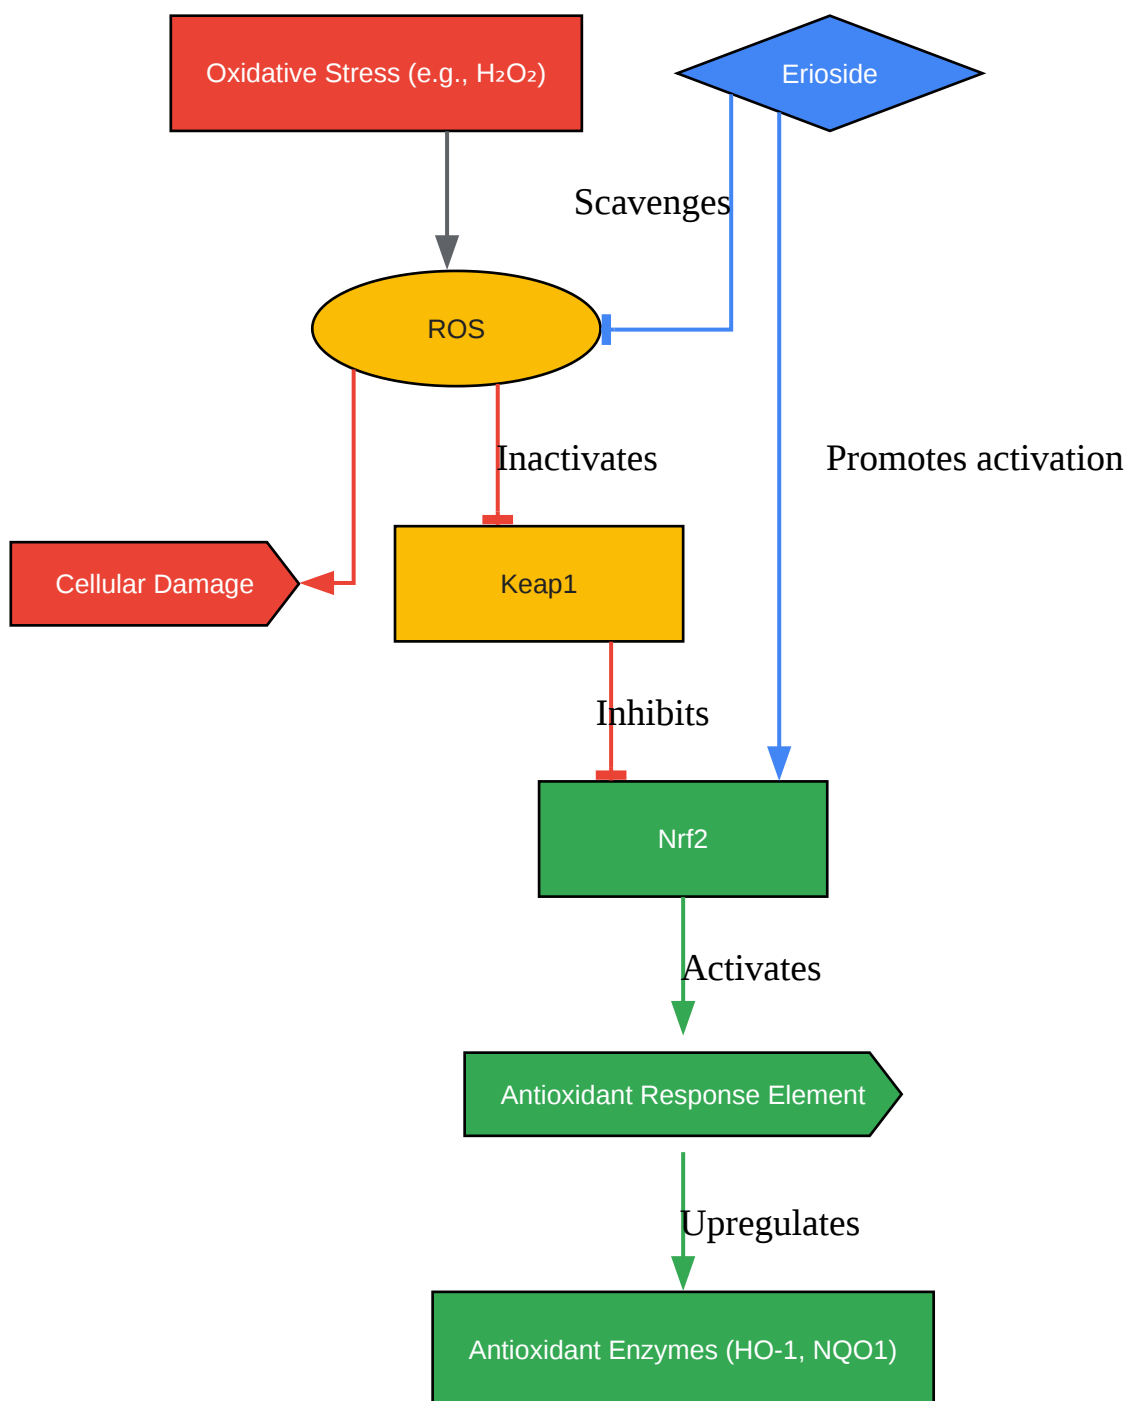 Oxidative Stress (e.g., H₂O₂)
Erioside
Scavenges
ROS
Inactivates
Promotes activation
Cellular Damage
Keap1
Inhibits
Nrf2
Activates
Antioxidant Response Element
Upregulates
Antioxidant Enzymes (HO-1, NQO1)